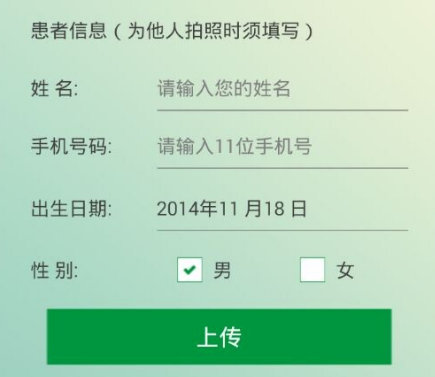 患者信息（为他人拍照时须填写）
姓 名: 请输入您的姓名
手机号码: 请输入11位手机号
出生日期: 2014年11月18日
性 别: 男 女
上传